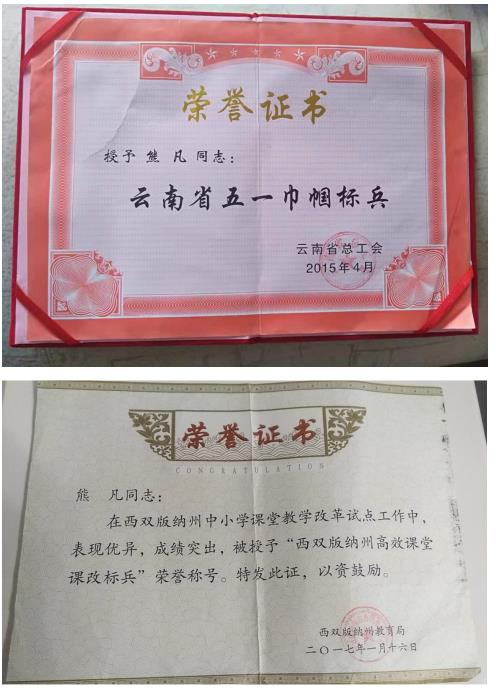 荣誉证书
授予 熊 凡 同志：
云南省五一巾帼标兵
云南省总工会
2015年4月
荣誉证书
CONGRATULATION
熊 凡同志：
在西双版纳州中小学课堂教学改革试点工作中，
表现优异，成绩突出，被授予“西双版纳州高效课堂
课改标兵”荣誉称号。特发此证，以资鼓励。
西双版纳州教育局
二〇一七年一月十六日